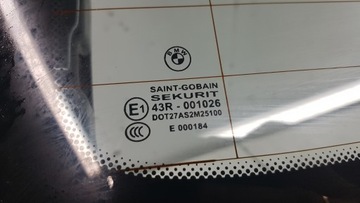 BMW
SAINT-GOBAIN
SEKURIT
E1 43R - 001026
DOT27AS2M25100
CCC E 000184